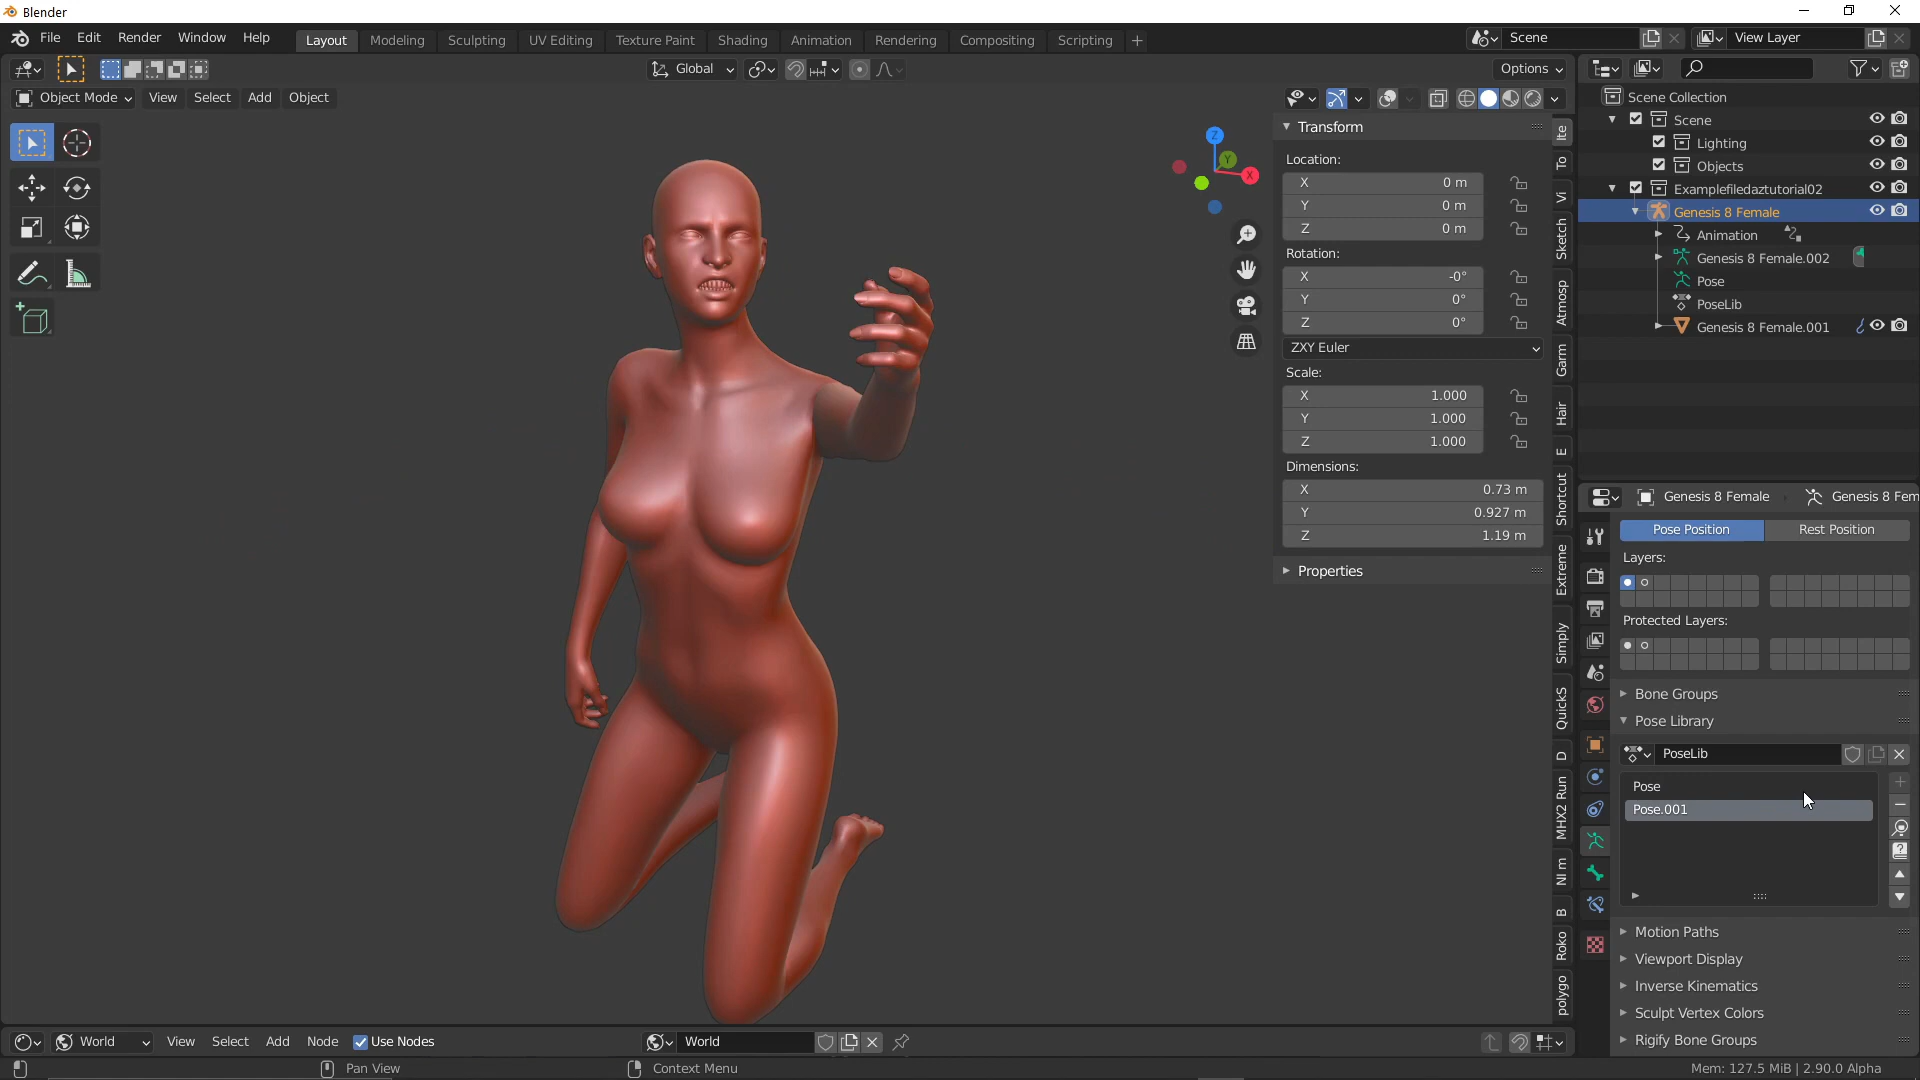 Blender
File Edit Render Window Help Layout Modeling Sculpting UV Editing Texture Paint Shading Animation Rendering Compositing Scripting + Scene View Layer
Global Options
Object Mode View Select Add Object
Transform
Location:
X 0 m
Y 0 m
Z 0 m
Rotation:
X -0°
Y 0°
Z 0°
ZXY Euler
Scale:
X 1.000
Y 1.000
Z 1.000
Dimensions:
X 0.73 m
Y 0.927 m
Z 1.19 m
Properties
Z
Y
X
Ite
To
Vi
Sketch
Atmosp
Garm
Hair
E
Shortcut
Extreme
Simply
QuickS
D
MHX2 Run
NI m
B
Roko
polygo
Scene Collection
Scene
Lighting
Objects
Examplefiledaztutorial02
Genesis 8 Female
Animation
Genesis 8 Female.002
Pose
PoseLib
Genesis 8 Female.001
Genesis 8 Female Genesis 8 Fem
Pose Position Rest Position
Layers:
Protected Layers:
Bone Groups
Pose Library
PoseLib
Pose
Pose.001
Motion Paths
Viewport Display
Inverse Kinematics
Sculpt Vertex Colors
Rigify Bone Groups
World View Select Add Node Use Nodes World
Pan View Context Menu Mem: 127.5 MiB | 2.90.0 Alpha